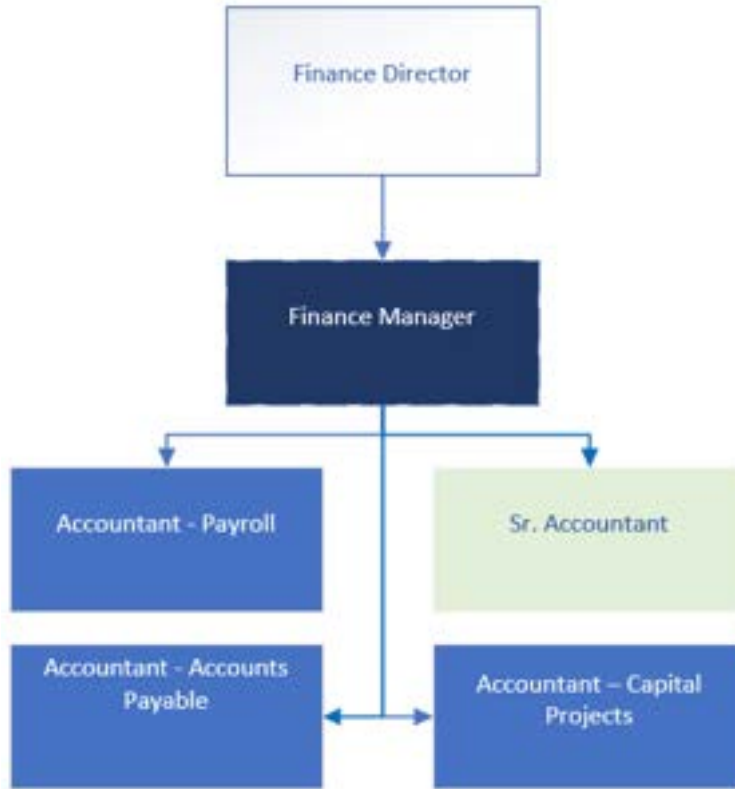 Finance Director
Finance Manager
Accountant - Payroll
Sr. Accountant
Accountant - Accounts
Payable
Accountant – Capital
Projects